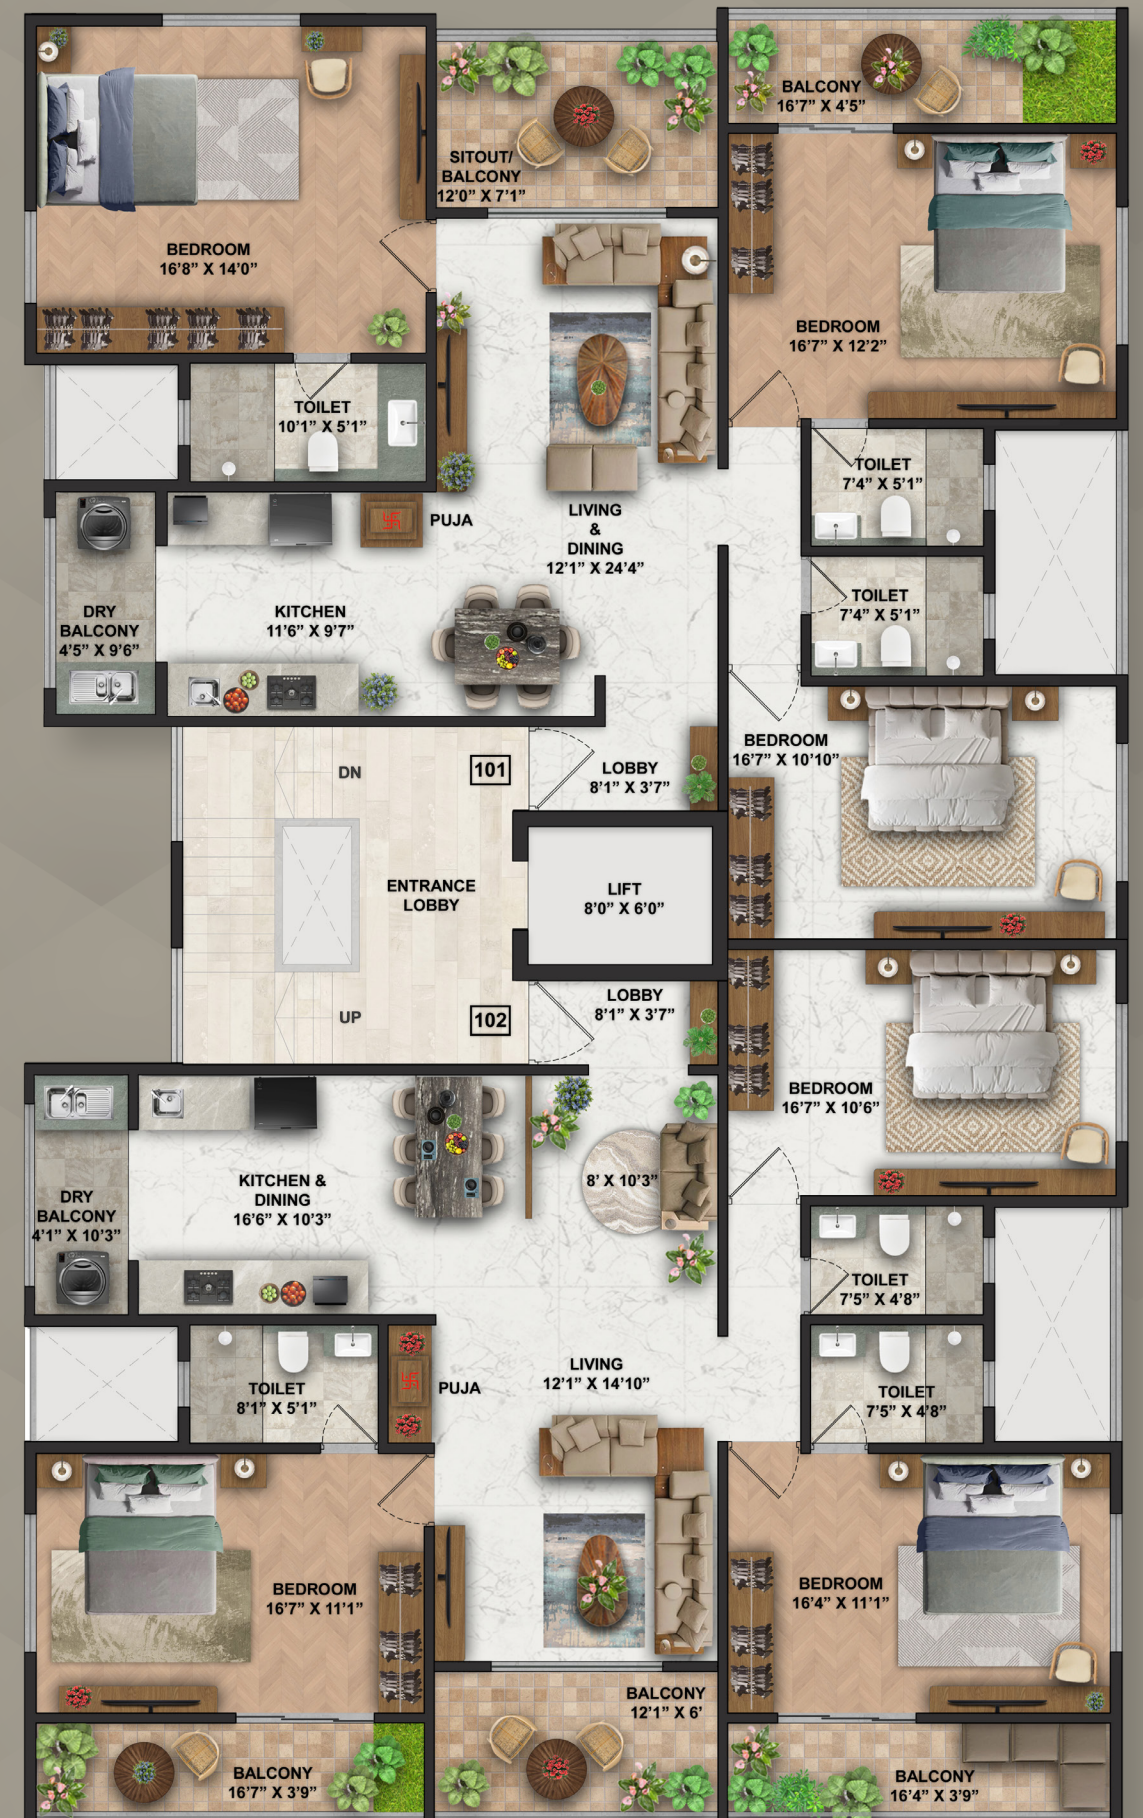 BALCONY
16'7" X 4'5"
SITOUT/
BALCONY
12'0" X 7'1"
BEDROOM
16'8" X 14'0"
BEDROOM
16'7" X 12'2"
TOILET
10'1" X 5'1"
TOILET
7'4" X 5'1"
PUJA
LIVING
&
DINING
12'1" X 24'4"
DRY
BALCONY
4'5" X 9'6"
KITCHEN
11'6" X 9'7"
TOILET
7'4" X 5'1"
BEDROOM
16'7" X 10'10"
DN
101
LOBBY
8'1" X 3'7"
ENTRANCE
LOBBY
LIFT
8'0" X 6'0"
UP
102
LOBBY
8'1" X 3'7"
BEDROOM
16'7" X 10'6"
DRY
BALCONY
4'1" X 10'3"
KITCHEN &
DINING
16'6" X 10'3"
8' X 10'3"
TOILET
7'5" X 4'8"
TOILET
8'1" X 5'1"
PUJA
LIVING
12'1" X 14'10"
TOILET
7'5" X 4'8"
BEDROOM
16'7" X 11'1"
BEDROOM
16'4" X 11'1"
BALCONY
12'1" X 6'
BALCONY
16'7" X 3'9"
BALCONY
16'4" X 3'9"